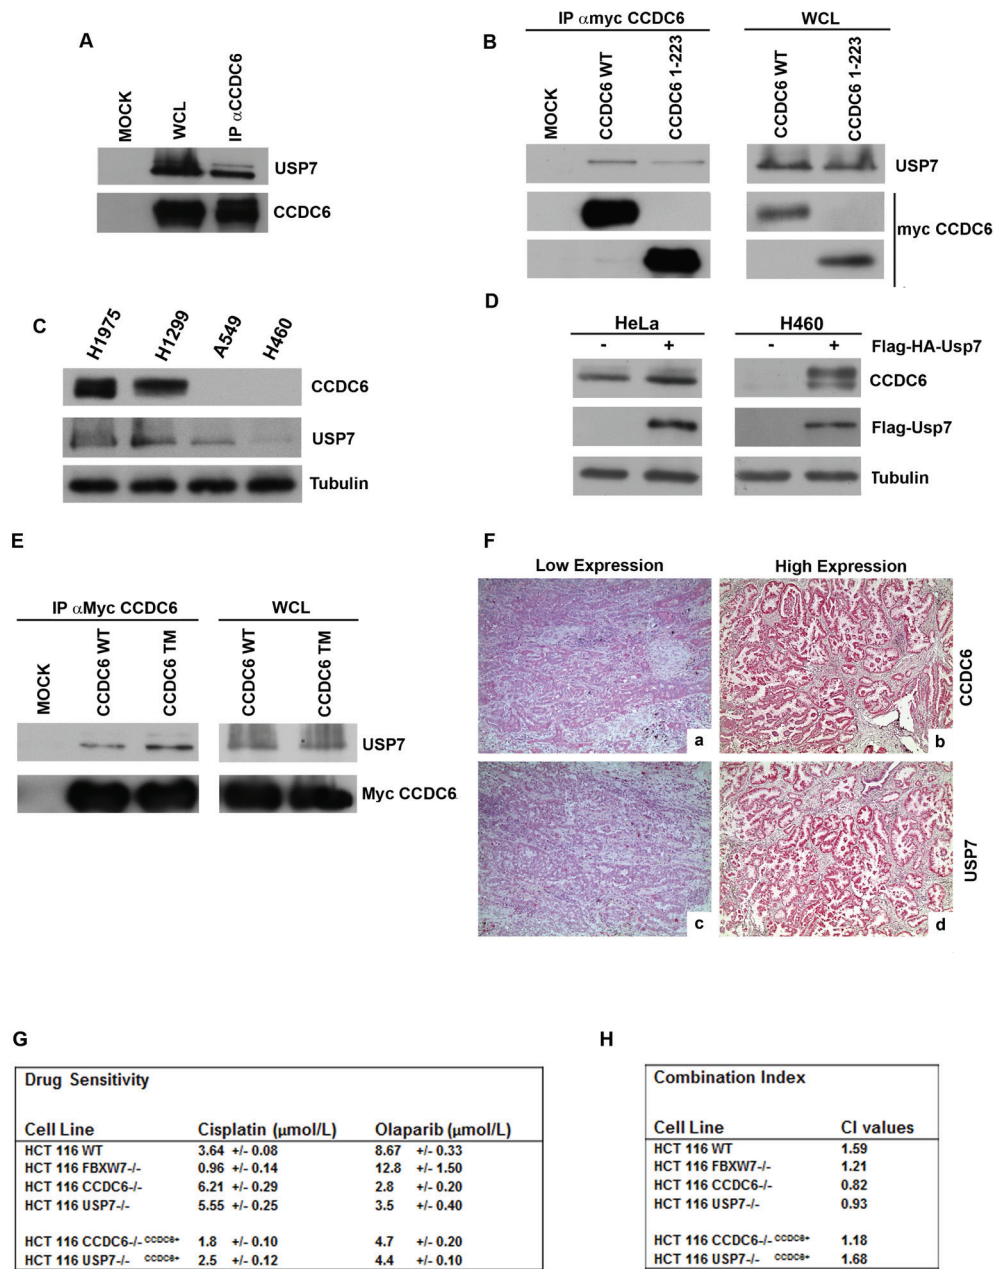 A
MOCK
WCL
IP αCCDC6
USP7
CCDC6
B
IP αmyc CCDC6
WCL
MOCK
CCDC6 WT
CCDC6 1-223
CCDC6 WT
CCDC6 1-223
USP7
myc CCDC6
C
H1975
H1299
A549
H460
CCDC6
USP7
Tubulin
D
HeLa
H460
- +
- +
Flag-HA-Usp7
CCDC6
Flag-Usp7
Tubulin
E
IP αMyc CCDC6
WCL
MOCK
CCDC6 WT
CCDC6 TM
CCDC6 WT
CCDC6 TM
USP7
Myc CCDC6
F
Low Expression
High Expression
a
b
CCDC6
c
d
USP7
G
Drug Sensitivity
Cell Line Cisplatin (μmol/L) Olaparib (μmol/L)
HCT 116 WT 3.64 +/- 0.08 8.67 +/- 0.33
HCT 116 FBXW7-/- 0.96 +/- 0.14 12.8 +/- 1.50
HCT 116 CCDC6-/- 6.21 +/- 0.29 2.8 +/- 0.20
HCT 116 USP7-/- 5.55 +/- 0.25 3.5 +/- 0.40
HCT 116 CCDC6-/- CCDC6+ 1.8 +/- 0.10 4.7 +/- 0.20
HCT 116 USP7-/- CCDC6+ 2.5 +/- 0.12 4.4 +/- 0.10
H
Combination Index
Cell Line CI values
HCT 116 WT 1.59
HCT 116 FBXW7-/- 1.21
HCT 116 CCDC6-/- 0.82
HCT 116 USP7-/- 0.93
HCT 116 CCDC6-/- CCDC6+ 1.18
HCT 116 USP7-/- CCDC6+ 1.68